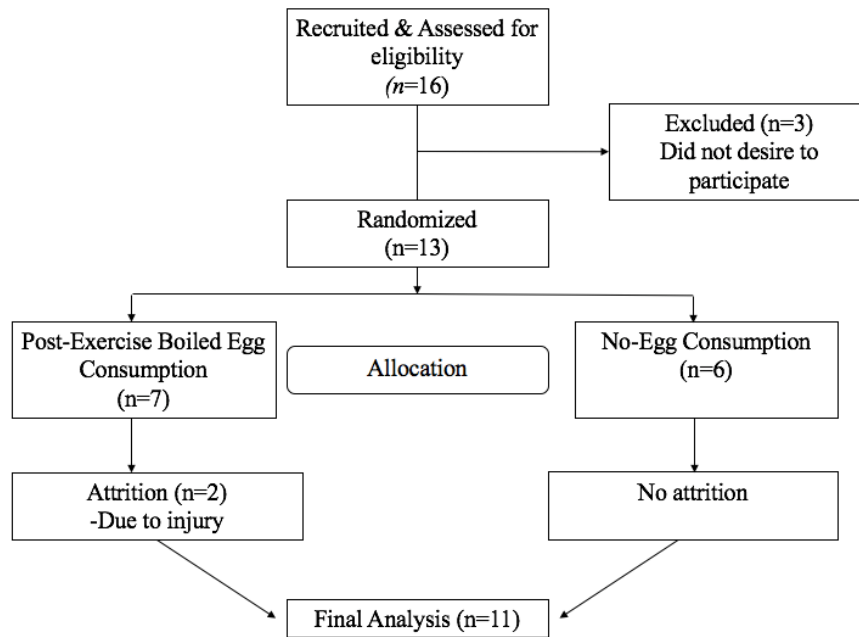 Recruited & Assessed for
eligibility
(n=16)
Excluded (n=3)
Did not desire to
participate
Randomized
(n=13)
Post-Exercise Boiled Egg
Consumption
(n=7)
Allocation
No-Egg Consumption
(n=6)
Attrition (n=2)
-Due to injury
No attrition
Final Analysis (n=11)